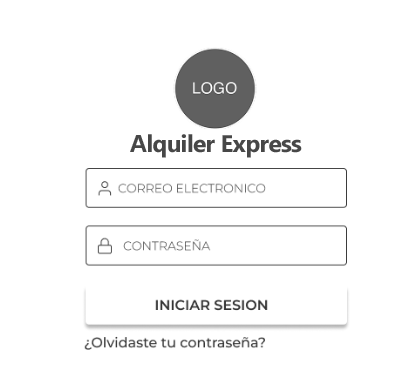 LOGO
Alquiler Express
CORREO ELECTRONICO
CONTRASEÑA
INICIAR SESION
¿Olvidaste tu contraseña?